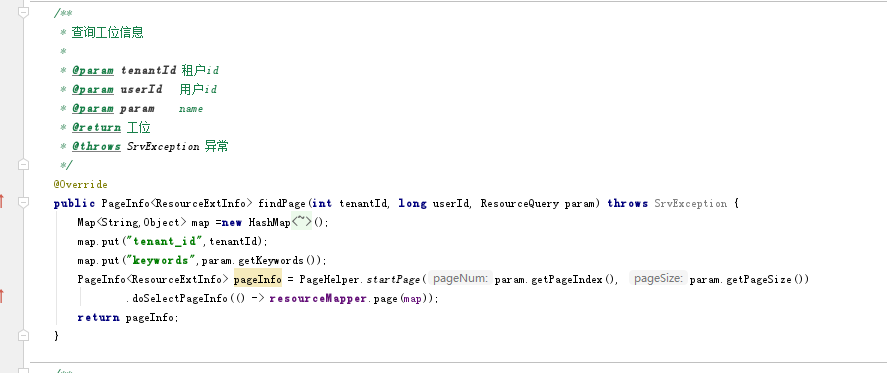 /**
* 查询工位信息
*
* @param tenantId 租户id
* @param userId 用户id
* @param param name
* @return 工位
* @throws SrvException 异常
*/
@Override
public PageInfo<ResourceExtInfo> findPage(int tenantId, long userId, ResourceQuery param) throws SrvException {
Map<String,Object> map =new HashMap<~>();
map.put("tenant_id",tenantId);
map.put("keywords",param.getKeywords());
PageInfo<ResourceExtInfo> pageInfo = PageHelper.startPage( pageNum: param.getPageIndex(), pageSize: param.getPageSize())
.doSelectPageInfo(() -> resourceMapper.page(map));
return pageInfo;
}
/**